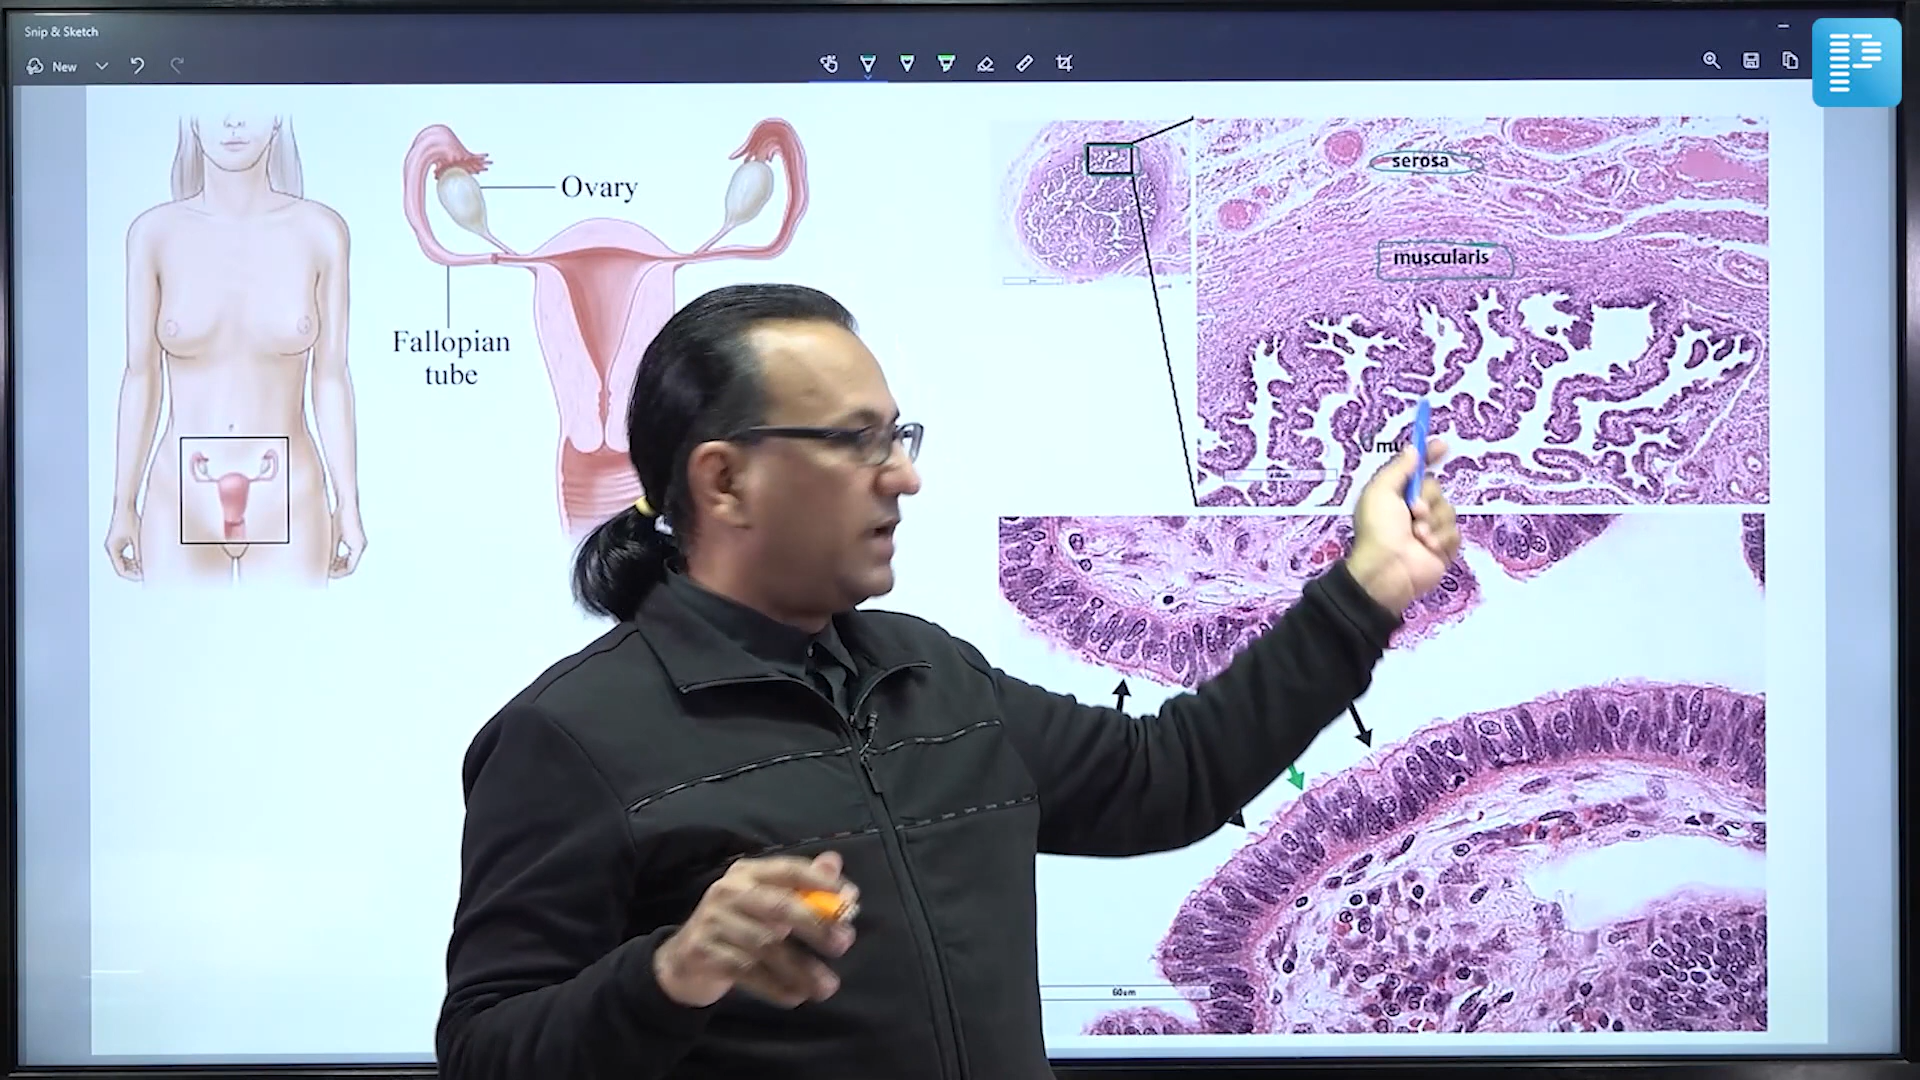 Snip & Sketch
New
Ovary
Fallopian
tube
serosa
muscularis
60um